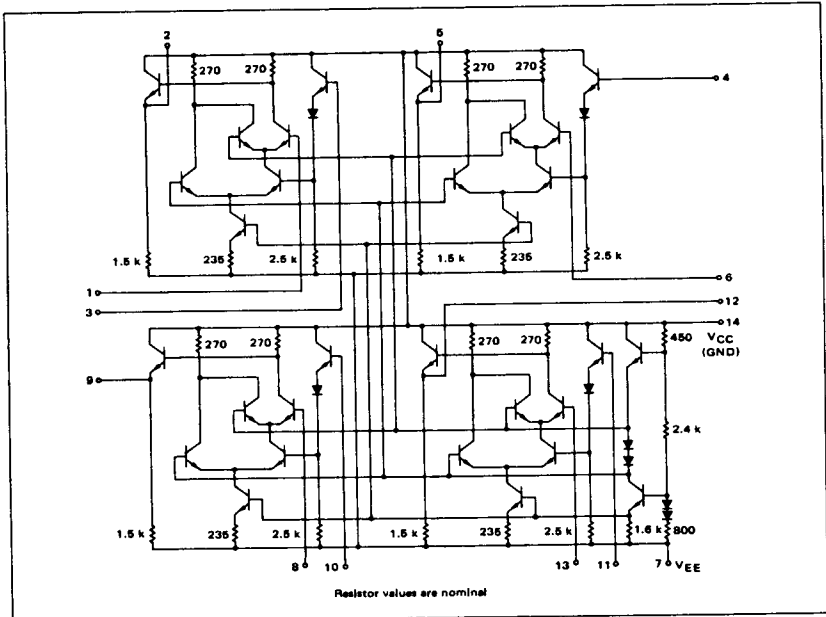 2 5
270 270 270 270
4
1.5 k 235 2.5 k 1.5 k 235 2.5 k
1 6
3 12
14
270 270 270 270 450 VCC
(GND)
9
2.4 k
1.5 k 235 2.5 k 1.5 k 235 2.5 k 1.6 k 800
8 10 13 11 7 VEE
Resistor values are nominal